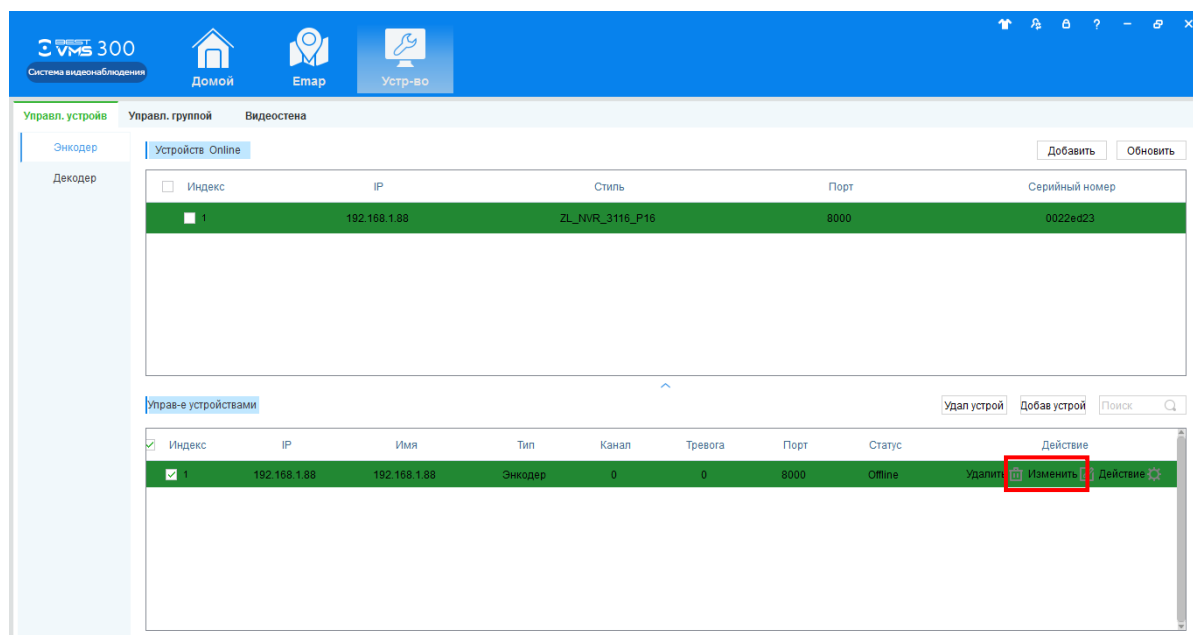 BEST
VMS 300
Система видеонаблюдения
Домой Emap Устр-во
?
Управл. устройв Управл. группой Видеостена
Энкодер
Декодер
Устройств Online Добавить Обновить
Индекс IP Стиль Порт Серийный номер
1 192.168.1.88 ZL_NVR_3116_P16 8000 0022ed23
Управ-е устройствами Удал устрой Добав устрой Поиск
Индекс IP Имя Тип Канал Тревога Порт Статус Действие
1 192.168.1.88 192.168.1.88 Энкодер 0 0 8000 Offline Удалить Изменить Действие